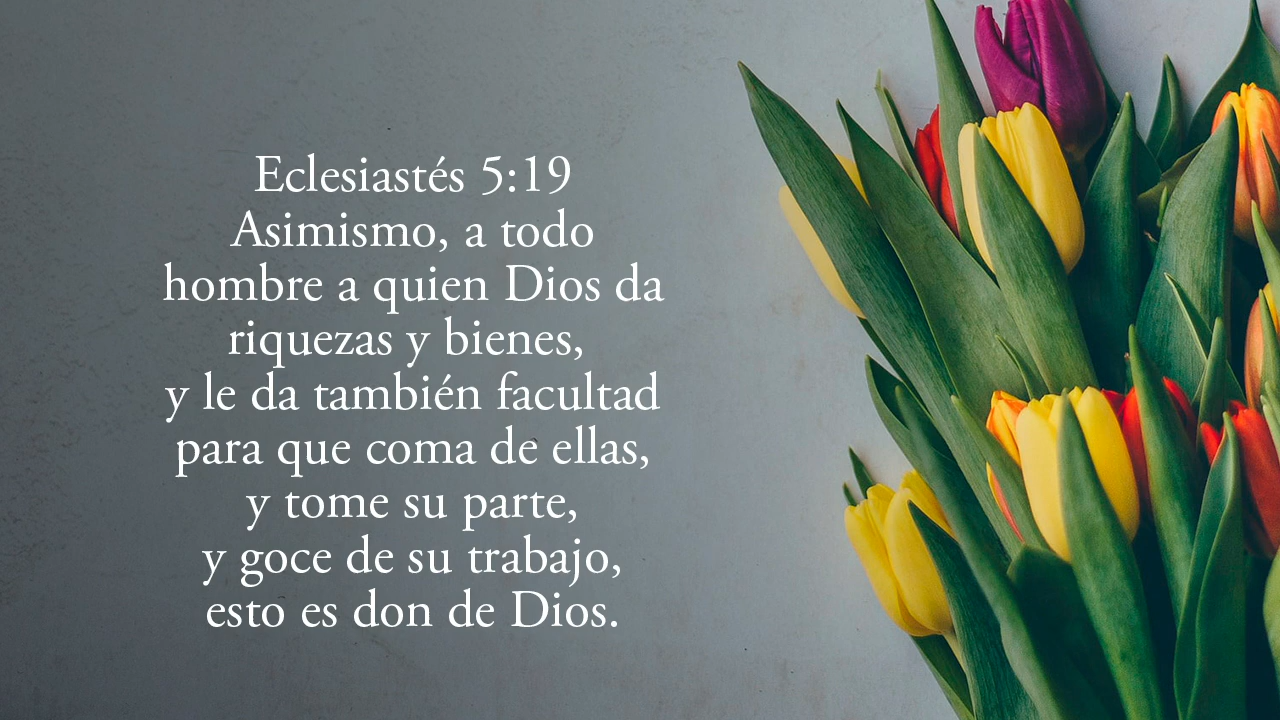 Eclesiastés 5:19
Asimismo, a todo
hombre a quien Dios da
riquezas y bienes,
y le da también facultad
para que coma de ellas,
y tome su parte,
y goce de su trabajo,
esto es don de Dios.